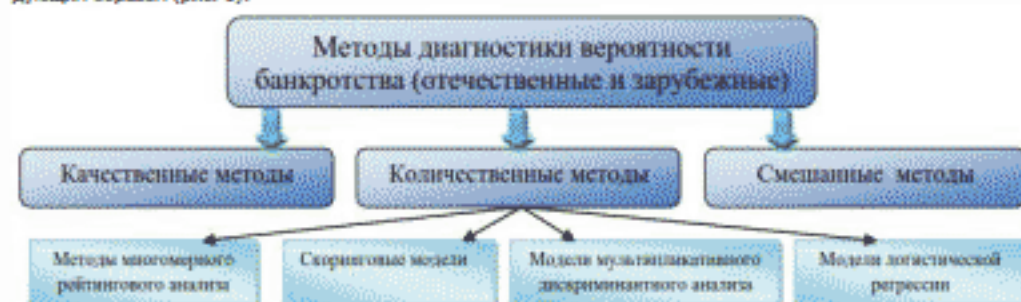 Методы диагностики вероятности
банкротства (отечественные и зарубежные)
Качественные методы
Количественные методы
Смешанные методы
Методы многомерного
рейтингового анализа
Скоринговые модели
Модели мультипликативного
дискриминантного анализа
Модели логистической
регрессии